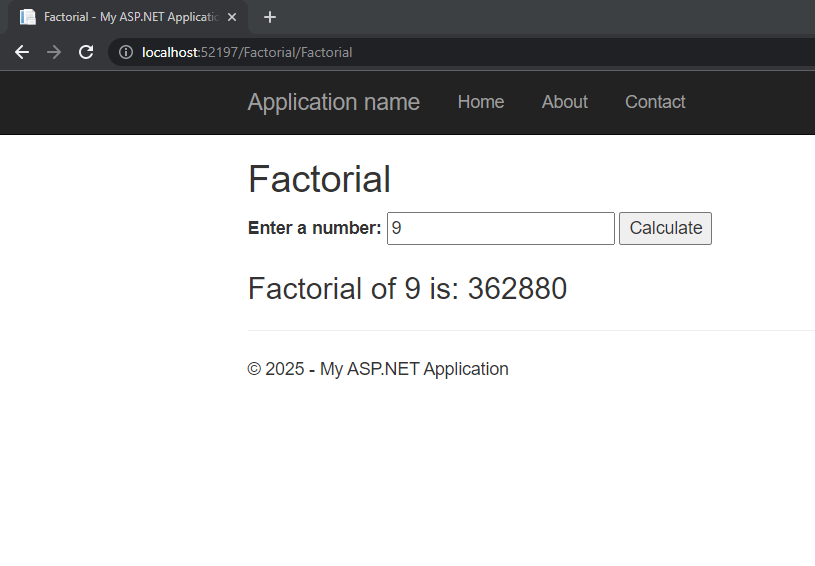 Factorial - My ASP.NET Applicatio
localhost:52197/Factorial/Factorial
Application name Home About Contact
Factorial
Enter a number: 9 Calculate
Factorial of 9 is: 362880
© 2025 - My ASP.NET Application